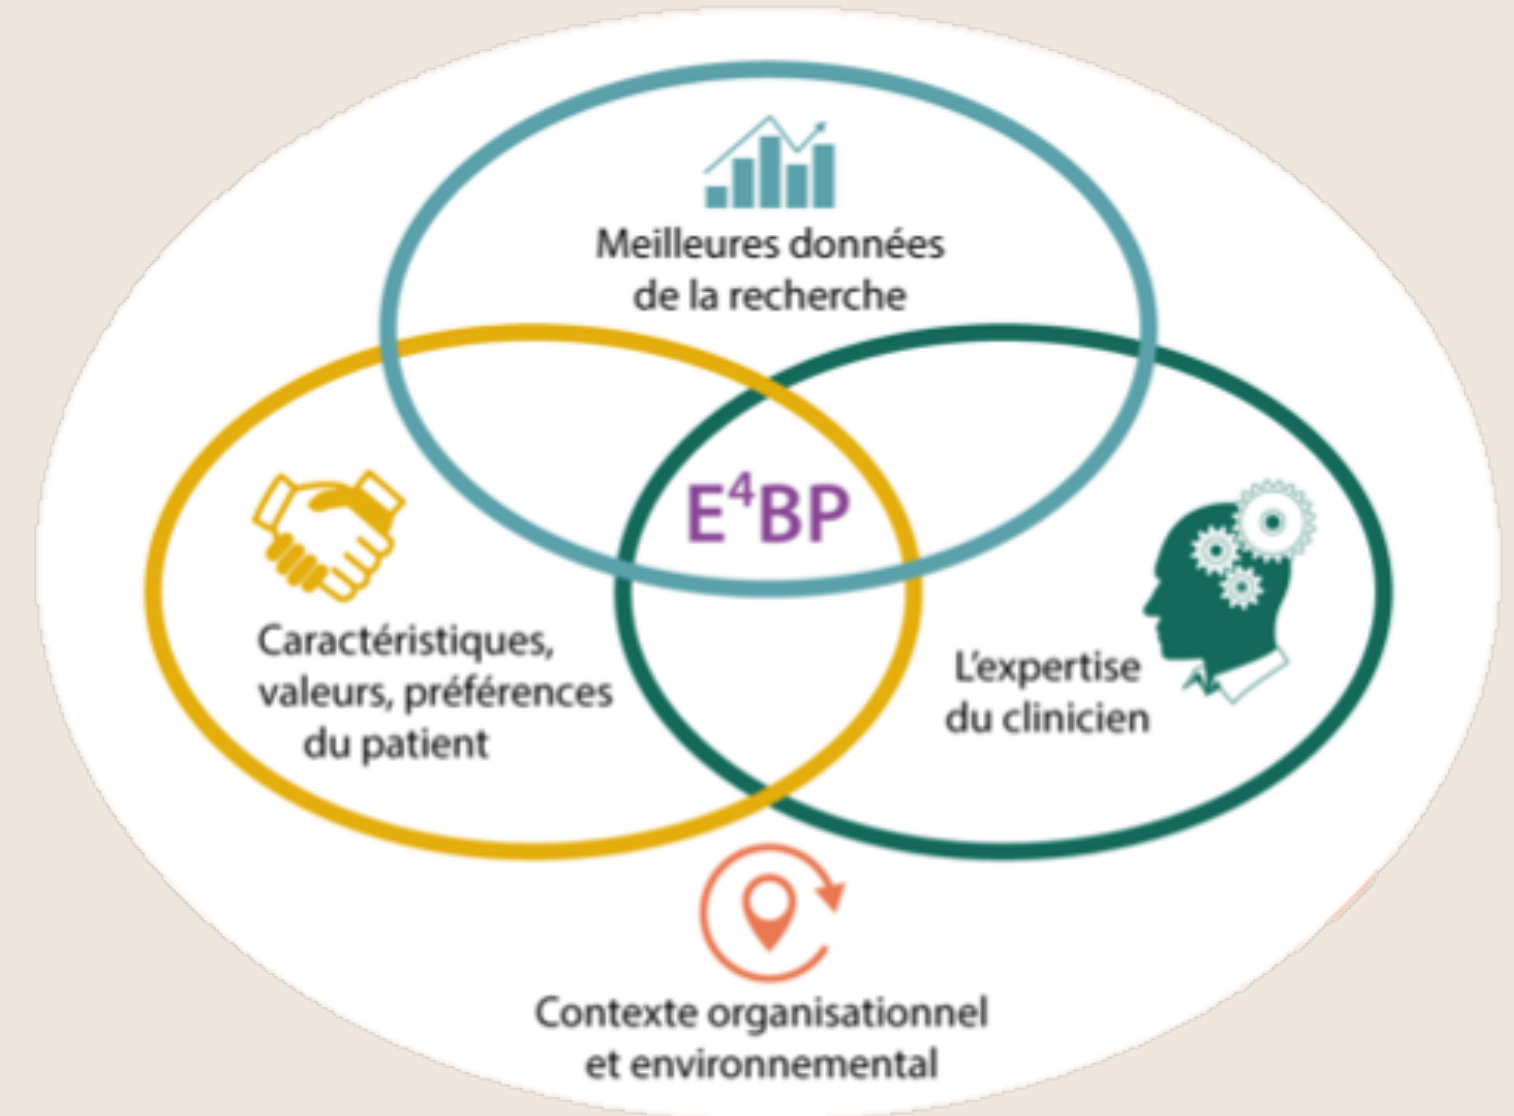 Meilleures données
de la recherche
E⁴BP
Caractéristiques,
valeurs, préférences
du patient
L'expertise
du clinicien
Contexte organisationnel
et environnemental